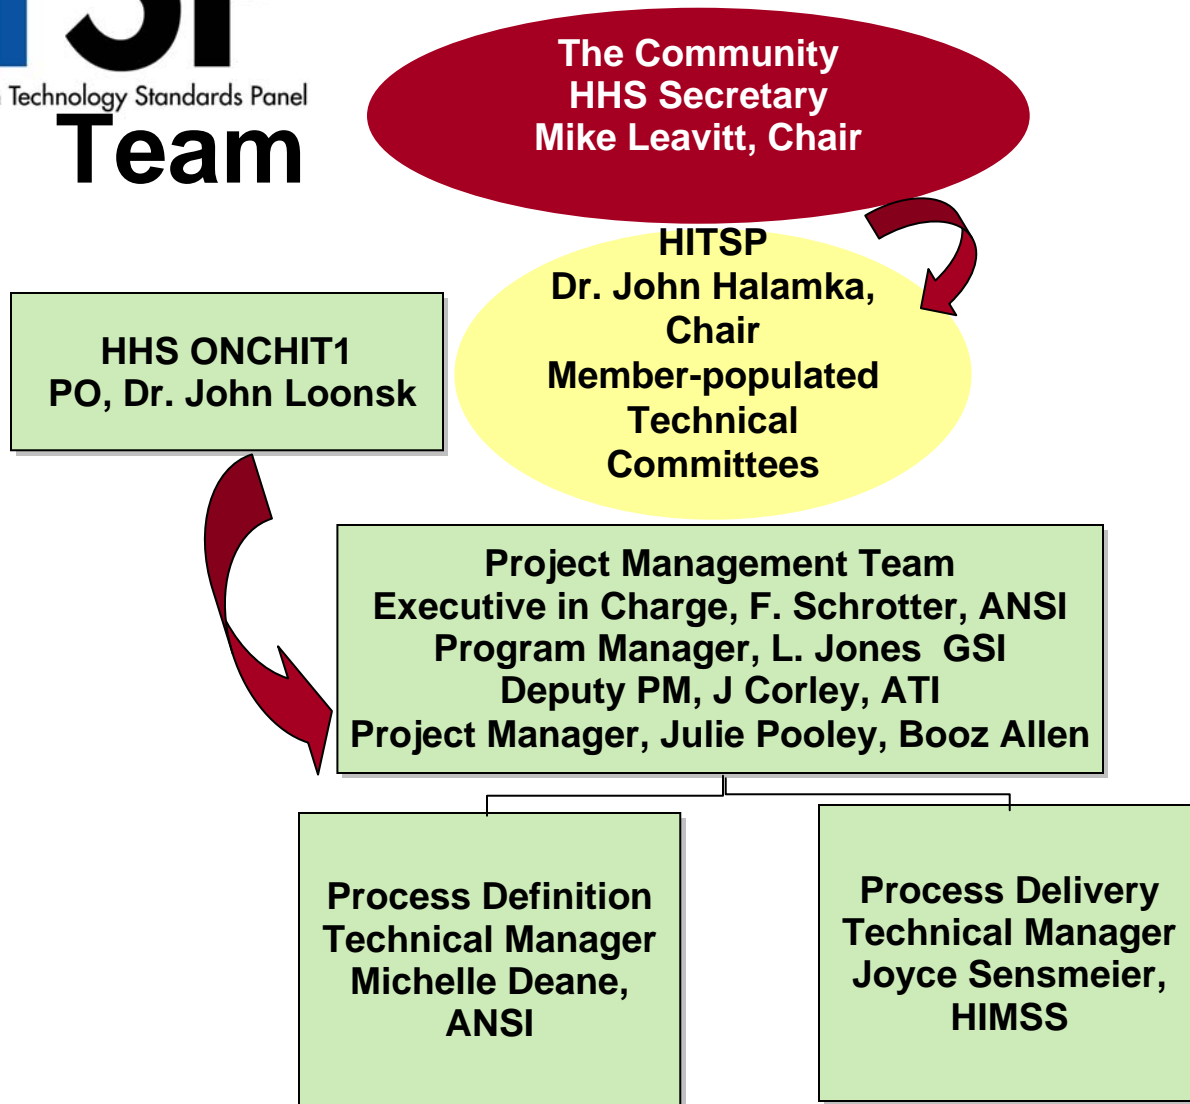 Technology Standards Panel
Team
The Community
HHS Secretary
Mike Leavitt, Chair
HITSP
Dr. John Halamka,
Chair
Member-populated
Technical
Committees
HHS ONCHIT1
PO, Dr. John Loonsk
Project Management Team
Executive in Charge, F. Schrotter, ANSI
Program Manager, L. Jones  GSI
Deputy PM, J Corley, ATI
Project Manager, Julie Pooley, Booz Allen
Process Definition
Technical Manager
Michelle Deane,
ANSI
Process Delivery
Technical Manager
Joyce Sensmeier,
HIMSS